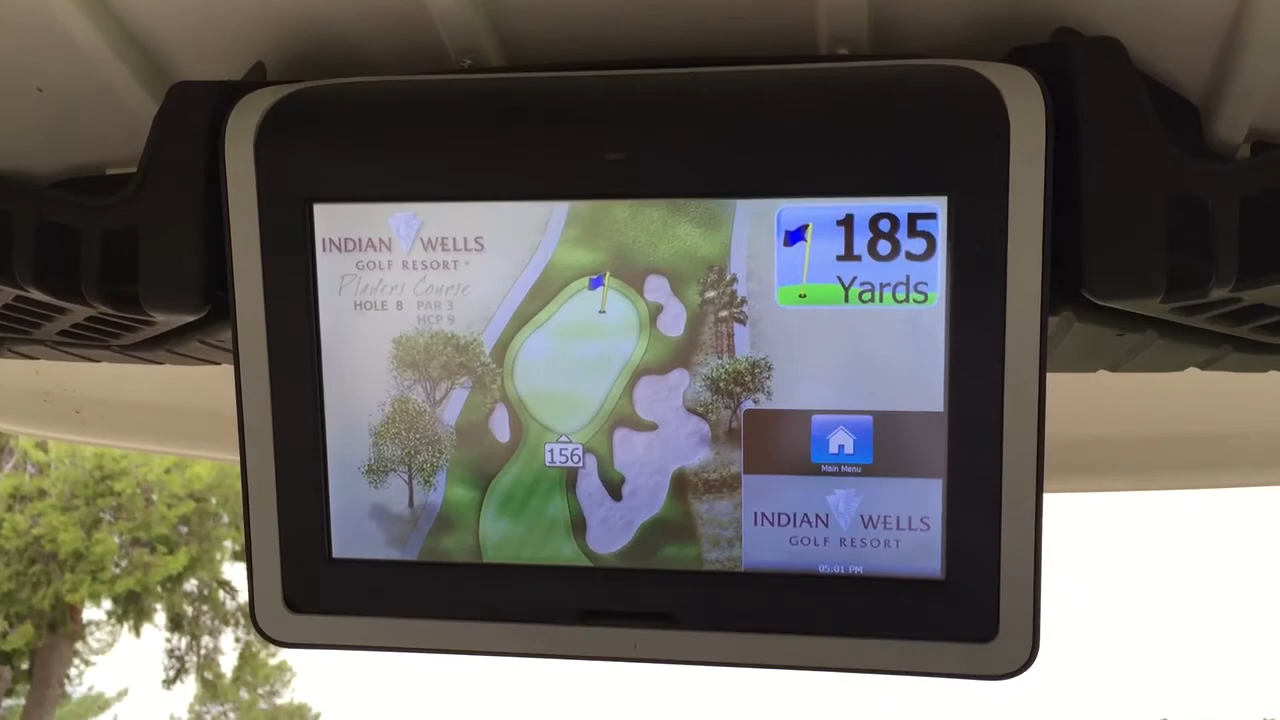 INDIAN WELLS
GOLF RESORT
Players Course
HOLE 8 PAR 3
HCP 9
185
Yards
156
Main Menu
INDIAN WELLS
GOLF RESORT
05:01 PM